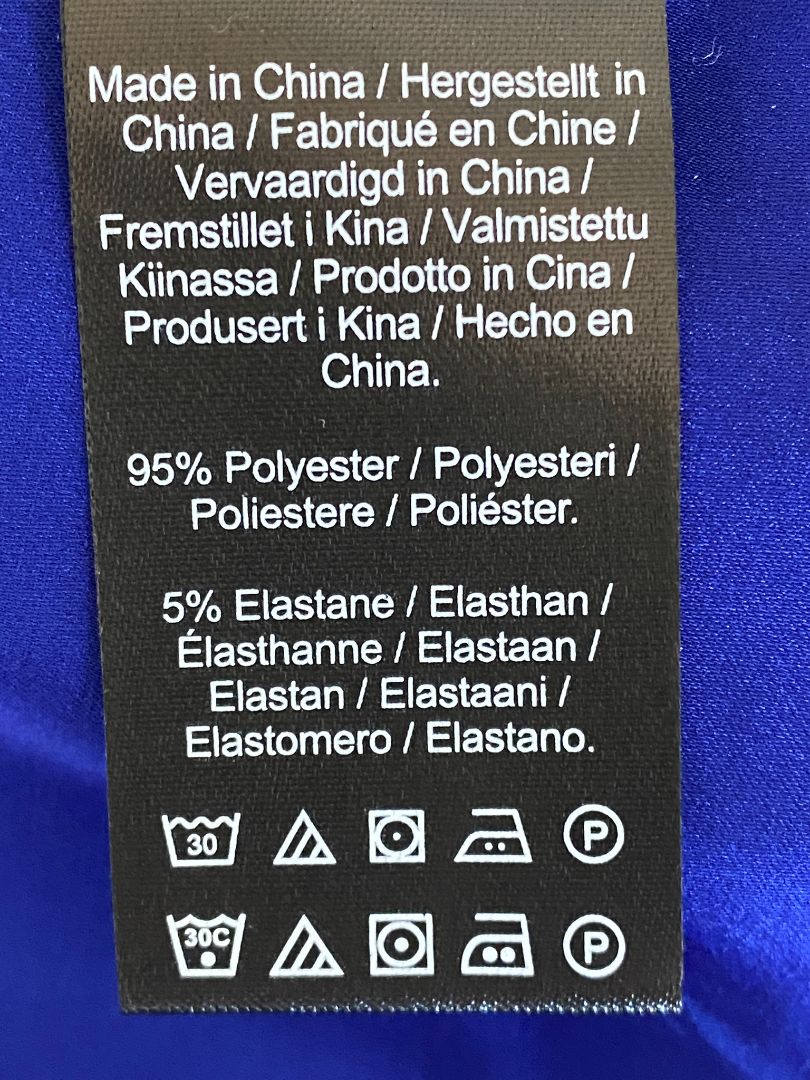 Made in China / Hergestellt in
China / Fabriqué en Chine /
Vervaardigd in China /
Fremstillet i Kina / Valmistettu
Kiinassa / Prodotto in Cina /
Produsert i Kina / Hecho en
China.
95% Polyester / Polyesteri /
Poliestere / Poliéster.
5% Elastane / Elasthan /
Élasthanne / Elastaan /
Elastan / Elastaani /
Elastomero / Elastano.
30 P
30C P